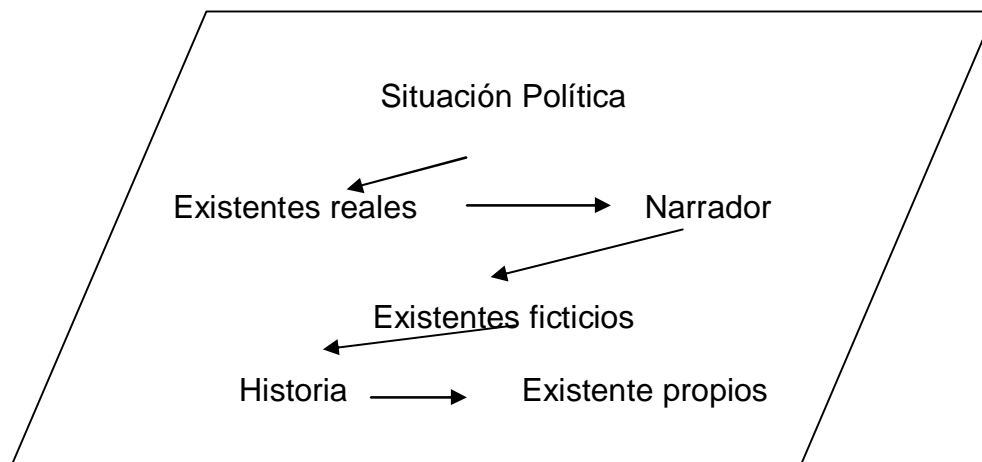 Situación Política
Existentes reales Narrador
Existentes ficticios
Historia Existente propios